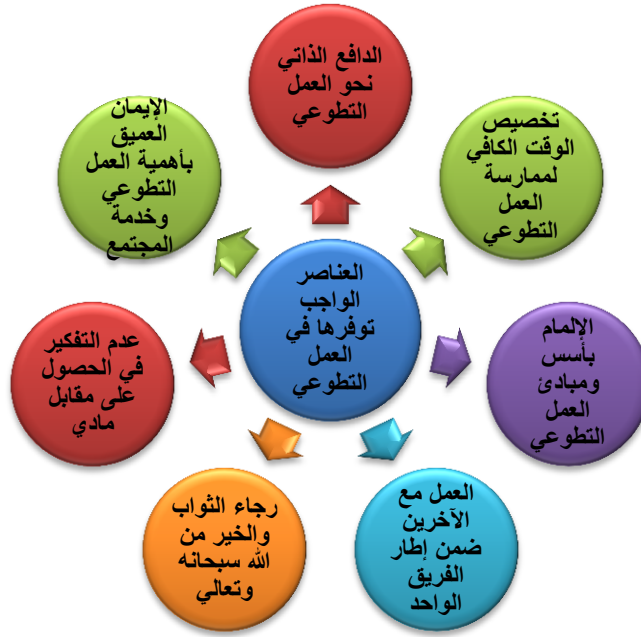 الدافع الذاتي
نحو العمل
التطوعي
تخصيص
الوقت الكافي
لممارسة
العمل
التطوعي
الإلمام
بأسس
ومبادئ
العمل
التطوعي
العمل مع
الآخرين
ضمن إطار
الفريق
الواحد
رجاء الثواب
والخير من
الله سبحانه
وتعالي
عدم التفكير
في الحصول
على مقابل
مادي
الإيمان
العميق
بأهمية العمل
التطوعي
وخدمة
المجتمع
العناصر
الواجب
توفرها في
العمل
التطوعي